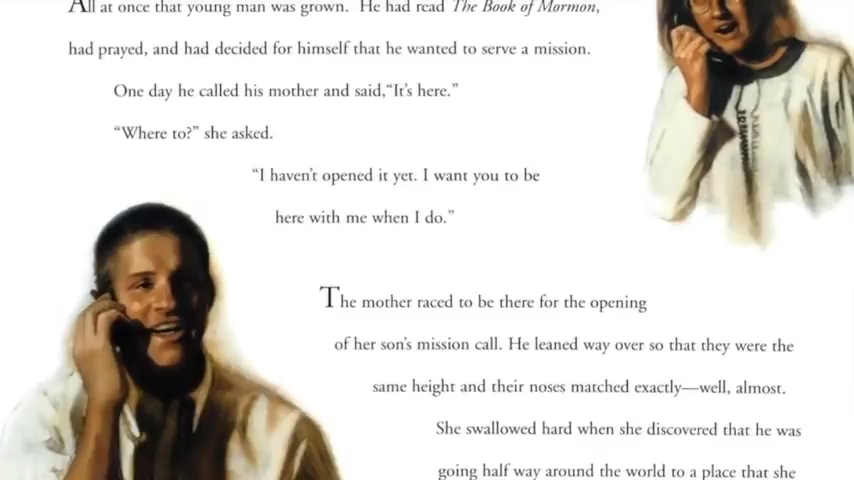 All at once that young man was grown. He had read The Book of Mormon,
had prayed, and had decided for himself that he wanted to serve a mission.
One day he called his mother and said,“It’s here.”
“Where to?” she asked.
“I haven’t opened it yet. I want you to be
here with me when I do.”
The mother raced to be there for the opening
of her son’s mission call. He leaned way over so that they were the
same height and their noses matched exactly—well, almost.
She swallowed hard when she discovered that he was
going half way around the world to a place that she